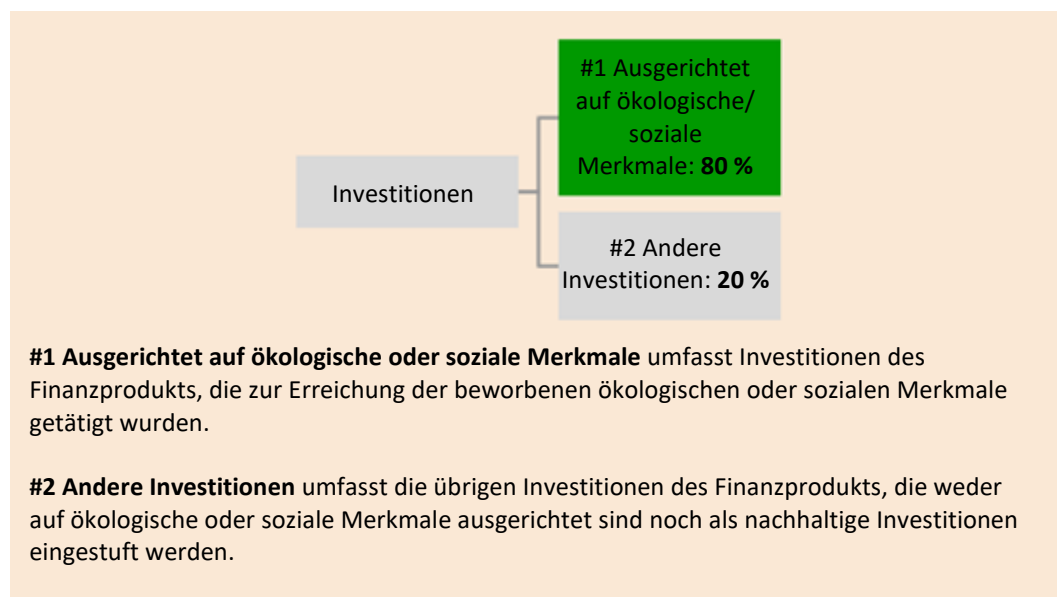 #1 Ausgerichtet
auf ökologische/
soziale
Merkmale: 80 %
Investitionen
#2 Andere
Investitionen: 20 %
#1 Ausgerichtet auf ökologische oder soziale Merkmale umfasst Investitionen des
Finanzprodukts, die zur Erreichung der beworbenen ökologischen oder sozialen Merkmale
getätigt wurden.
#2 Andere Investitionen umfasst die übrigen Investitionen des Finanzprodukts, die weder
auf ökologische oder soziale Merkmale ausgerichtet sind noch als nachhaltige Investitionen
eingestuft werden.